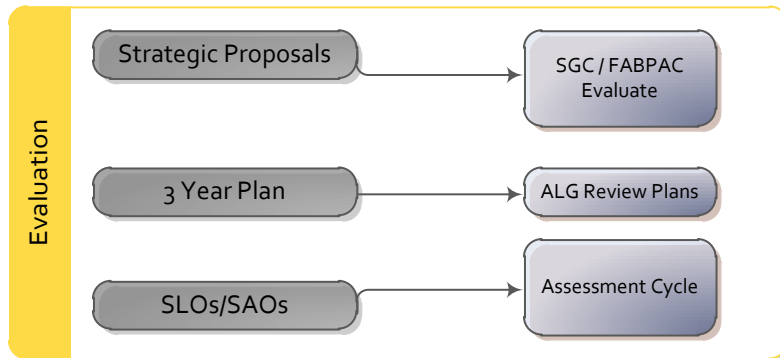 Evaluation
Strategic Proposals
SGC / FABPAC
Evaluate
3 Year Plan
ALG Review Plans
SLOs/SAOs
Assessment Cycle